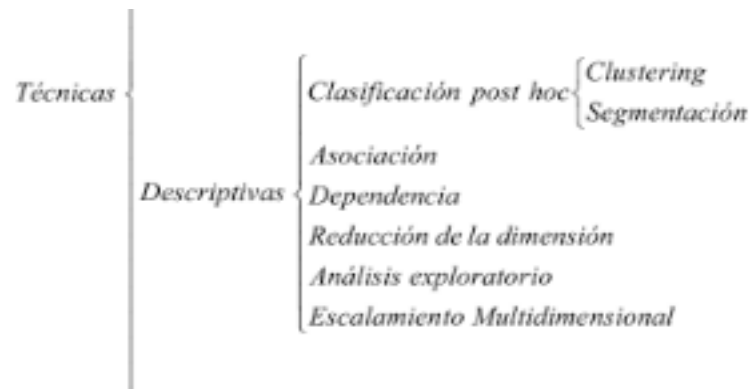 Técnicas
Descriptivas
Clasificación post hoc
Clustering
Segmentación
Asociación
Dependencia
Reducción de la dimensión
Análisis exploratorio
Escalamiento Multidimensional